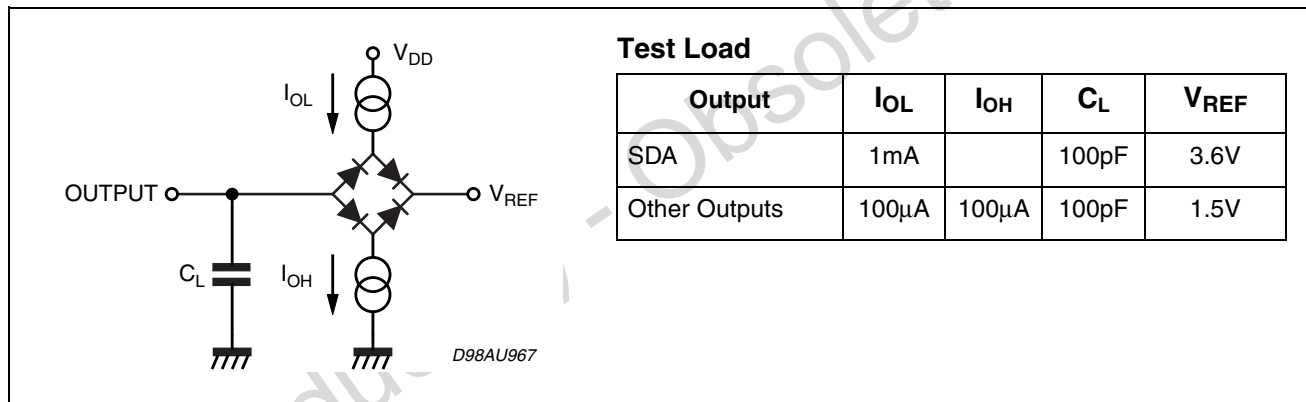 V_DD
I_OL
OUTPUT
V_REF
C_L
I_OH
D98AU967
Test Load
Output I_OL I_OH C_L V_REF
SDA 1mA 100pF 3.6V
Other Outputs 100μA 100μA 100pF 1.5V
- Obsolet